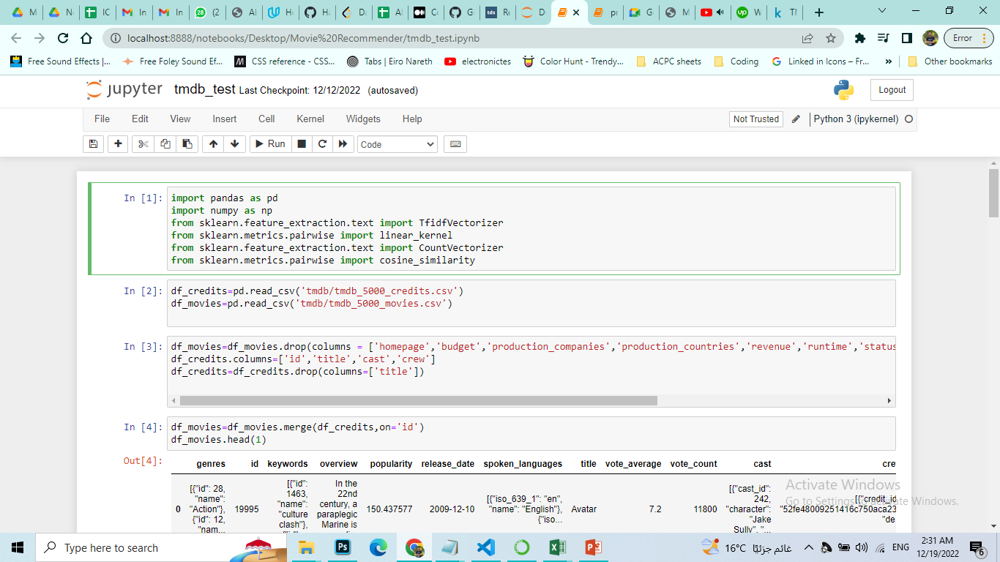 M
N
IC
In
In
(2
Al
Ho
Ha
Da
Al
Co
G
tds Re
D
pr
G
M
W
k Tl
localhost:8888/notebooks/Desktop/Movie%20Recommender/tmdb_test.ipynb
Error
Free Sound Effects |...
Free Foley Sound Ef...
CSS reference - CSS...
Tabs | Eiro Nareth
electronictes
Color Hunt - Trendy...
ACPC sheets
Coding
Linked in Icons – Fr...
»
Other bookmarks
jupyter tmdb_test Last Checkpoint: 12/12/2022 (autosaved)
Logout
File Edit View Insert Cell Kernel Widgets Help
Not Trusted
Python 3 (ipykernel)
Run
Code
In [1]:
import pandas as pd
import numpy as np
from sklearn.feature_extraction.text import TfidfVectorizer
from sklearn.metrics.pairwise import linear_kernel
from sklearn.feature_extraction.text import CountVectorizer
from sklearn.metrics.pairwise import cosine_similarity
In [2]:
df_credits=pd.read_csv('tmdb/tmdb_5000_credits.csv')
df_movies=pd.read_csv('tmdb/tmdb_5000_movies.csv')
In [3]:
df_movies=df_movies.drop(columns = ['homepage','budget','production_companies','production_countries','revenue','runtime','status
df_credits.columns=['id','title','cast','crew']
df_credits=df_credits.drop(columns=['title'])
In [4]:
df_movies=df_movies.merge(df_credits,on='id')
df_movies.head(1)
Out[4]:
genres id keywords overview popularity release_date spoken_languages title vote_average vote_count cast cre
0
[{"id": 28,
"name":
"Action"},
{"id": 12,
"nam...
19995
[{"id":
1463,
"name":
"culture
clash"},
In the
22nd
century, a
paraplegic
Marine is
150.437577
2009-12-10
[{"iso_639_1": "en",
"name": "English"},
{"iso...
Avatar
7.2
11800
[{"cast_id":
242,
"character":
"Jake
Sully", "...
[{"credit_id
"52fe48009251416c750aca23
"de
Activate Windows
Go to Settings to activate Windows.
Type here to search
Ps
16°C غائم جزئيًا
ENG
2:31 AM
12/19/2022
6